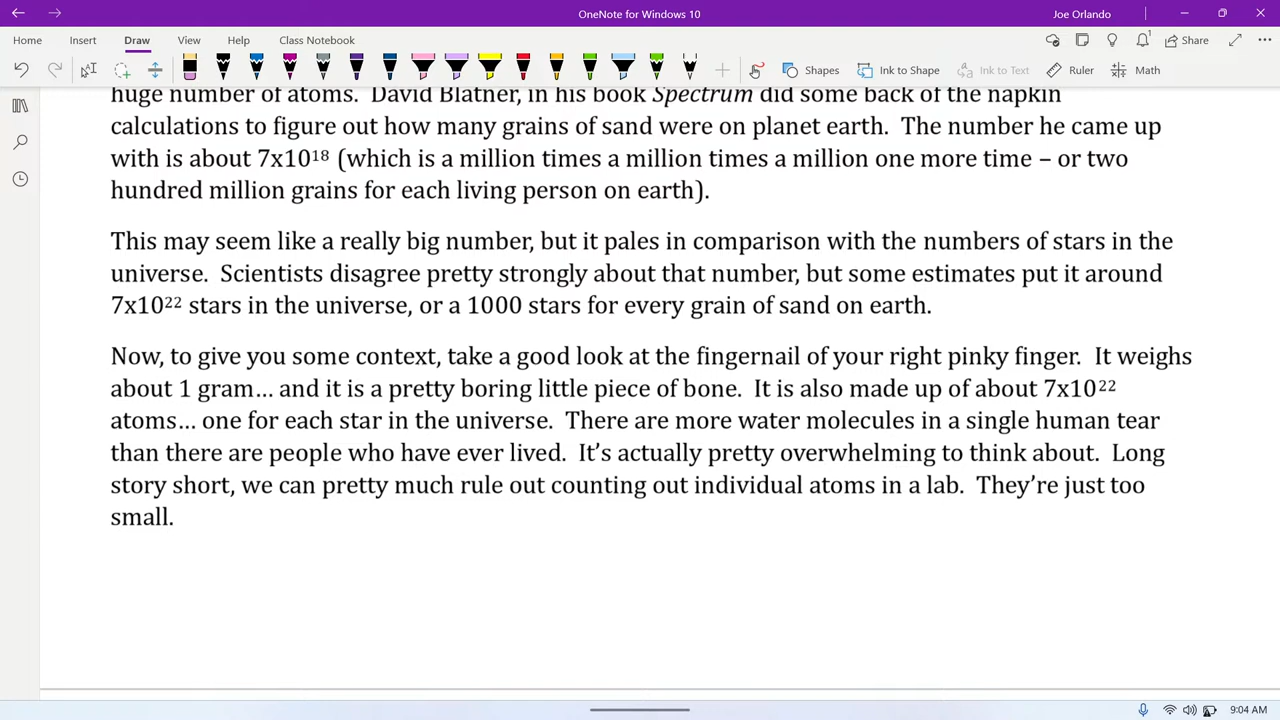 OneNote for Windows 10
Joe Orlando
Home Insert Draw View Help Class Notebook
Share
Shapes Ink to Shape Ink to Text Ruler Math
huge number of atoms. David Blatner, in his book Spectrum did some back of the napkin
calculations to figure out how many grains of sand were on planet earth. The number he came up
with is about 7x10¹⁸ (which is a million times a million times a million one more time – or two
hundred million grains for each living person on earth).
This may seem like a really big number, but it pales in comparison with the numbers of stars in the
universe. Scientists disagree pretty strongly about that number, but some estimates put it around
7x10²² stars in the universe, or a 1000 stars for every grain of sand on earth.
Now, to give you some context, take a good look at the fingernail of your right pinky finger. It weighs
about 1 gram… and it is a pretty boring little piece of bone. It is also made up of about 7x10²²
atoms… one for each star in the universe. There are more water molecules in a single human tear
than there are people who have ever lived. It’s actually pretty overwhelming to think about. Long
story short, we can pretty much rule out counting out individual atoms in a lab. They’re just too
small.
9:04 AM